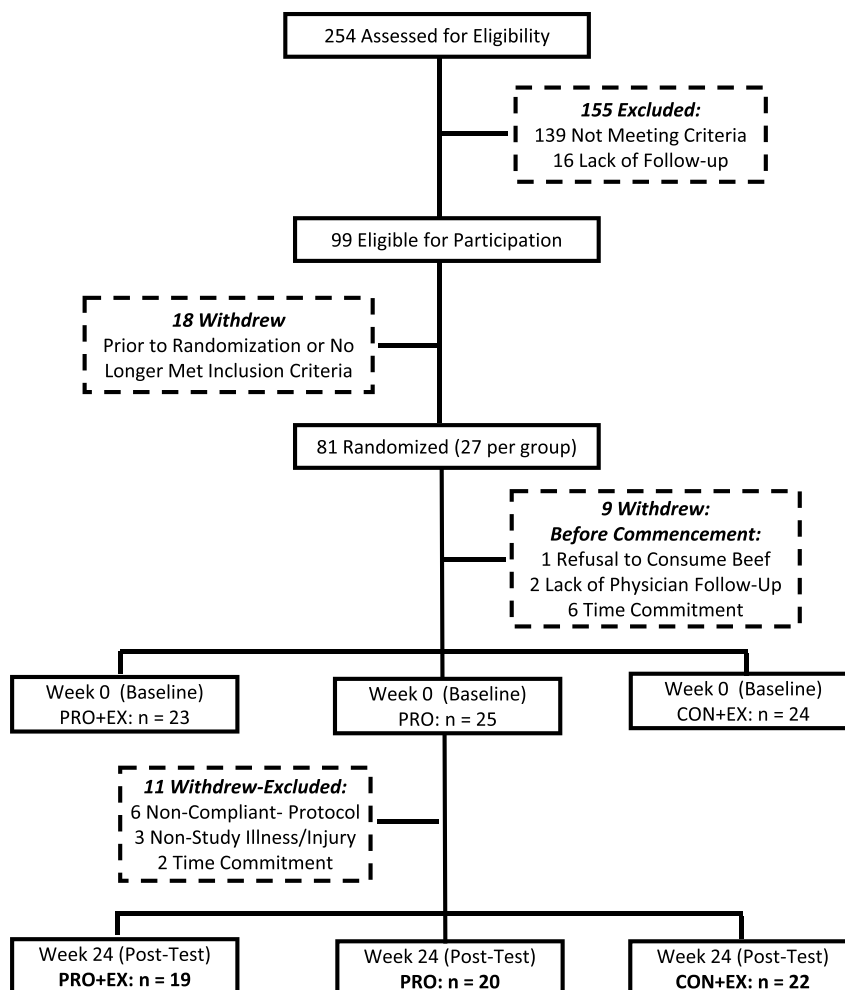 254 Assessed for Eligibility
155 Excluded:
139 Not Meeting Criteria
16 Lack of Follow-up
99 Eligible for Participation
18 Withdrew
Prior to Randomization or No
Longer Met Inclusion Criteria
81 Randomized (27 per group)
9 Withdrew:
Before Commencement:
1 Refusal to Consume Beef
2 Lack of Physician Follow-Up
6 Time Commitment
Week 0 (Baseline)
PRO+EX: n = 23
Week 0 (Baseline)
PRO: n = 25
Week 0 (Baseline)
CON+EX: n = 24
11 Withdrew-Excluded:
6 Non-Compliant- Protocol
3 Non-Study Illness/Injury
2 Time Commitment
Week 24 (Post-Test)
PRO+EX: n = 19
Week 24 (Post-Test)
PRO: n = 20
Week 24 (Post-Test)
CON+EX: n = 22